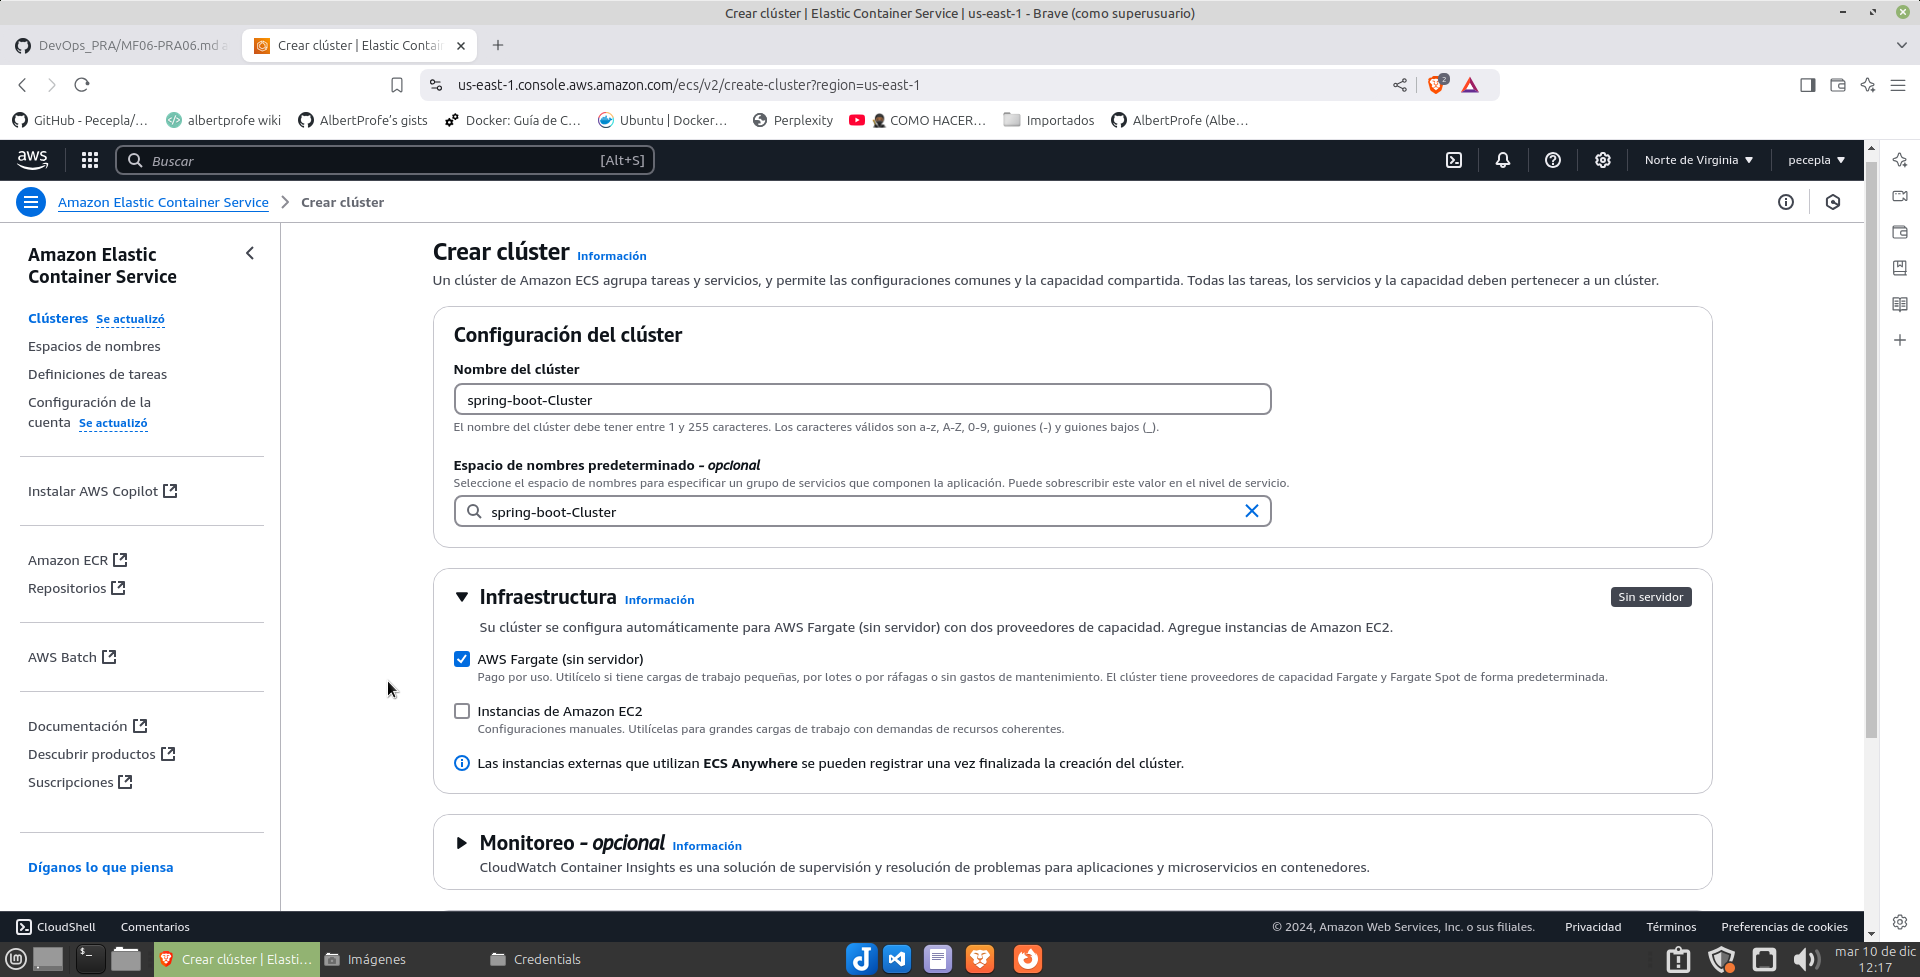 Crear clúster | Elastic Container Service | us-east-1 - Brave (como superusuario)
DevOps_PRA/MF06-PRA06.md a
Crear clúster | Elastic Contai
us-east-1.console.aws.amazon.com/ecs/v2/create-cluster?region=us-east-1
2
GitHub - Pecepla/...
albertprofe wiki
AlbertProfe's gists
Docker: Guía de C...
Ubuntu | Docker...
Perplexity
COMO HACER...
Importados
AlbertProfe (Albe...
aws
Buscar
[Alt+S]
Norte de Virginia
pecepla
Amazon Elastic Container Service
Crear clúster
Amazon Elastic
Container Service
Clústeres Se actualizó
Espacios de nombres
Definiciones de tareas
Configuración de la
cuenta Se actualizó
Instalar AWS Copilot
Amazon ECR
Repositorios
AWS Batch
Documentación
Descubrir productos
Suscripciones
Díganos lo que piensa
Crear clúster Información
Un clúster de Amazon ECS agrupa tareas y servicios, y permite las configuraciones comunes y la capacidad compartida. Todas las tareas, los servicios y la capacidad deben pertenecer a un clúster.
Configuración del clúster
Nombre del clúster
spring-boot-Cluster
El nombre del clúster debe tener entre 1 y 255 caracteres. Los caracteres válidos son a-z, A-Z, 0-9, guiones (-) y guiones bajos (_).
Espacio de nombres predeterminado - opcional
Seleccione el espacio de nombres para especificar un grupo de servicios que componen la aplicación. Puede sobrescribir este valor en el nivel de servicio.
spring-boot-Cluster
Infraestructura Información
Sin servidor
Su clúster se configura automáticamente para AWS Fargate (sin servidor) con dos proveedores de capacidad. Agregue instancias de Amazon EC2.
AWS Fargate (sin servidor)
Pago por uso. Utilícelo si tiene cargas de trabajo pequeñas, por lotes o por ráfagas o sin gastos de mantenimiento. El clúster tiene proveedores de capacidad Fargate y Fargate Spot de forma predeterminada.
Instancias de Amazon EC2
Configuraciones manuales. Utilícelas para grandes cargas de trabajo con demandas de recursos coherentes.
Las instancias externas que utilizan ECS Anywhere se pueden registrar una vez finalizada la creación del clúster.
Monitoreo - opcional Información
CloudWatch Container Insights es una solución de supervisión y resolución de problemas para aplicaciones y microservicios en contenedores.
CloudShell
Comentarios
© 2024, Amazon Web Services, Inc. o sus filiales.
Privacidad
Términos
Preferencias de cookies
Crear clúster | Elasti...
Imágenes
Credentials
mar 10 de dic
12:17